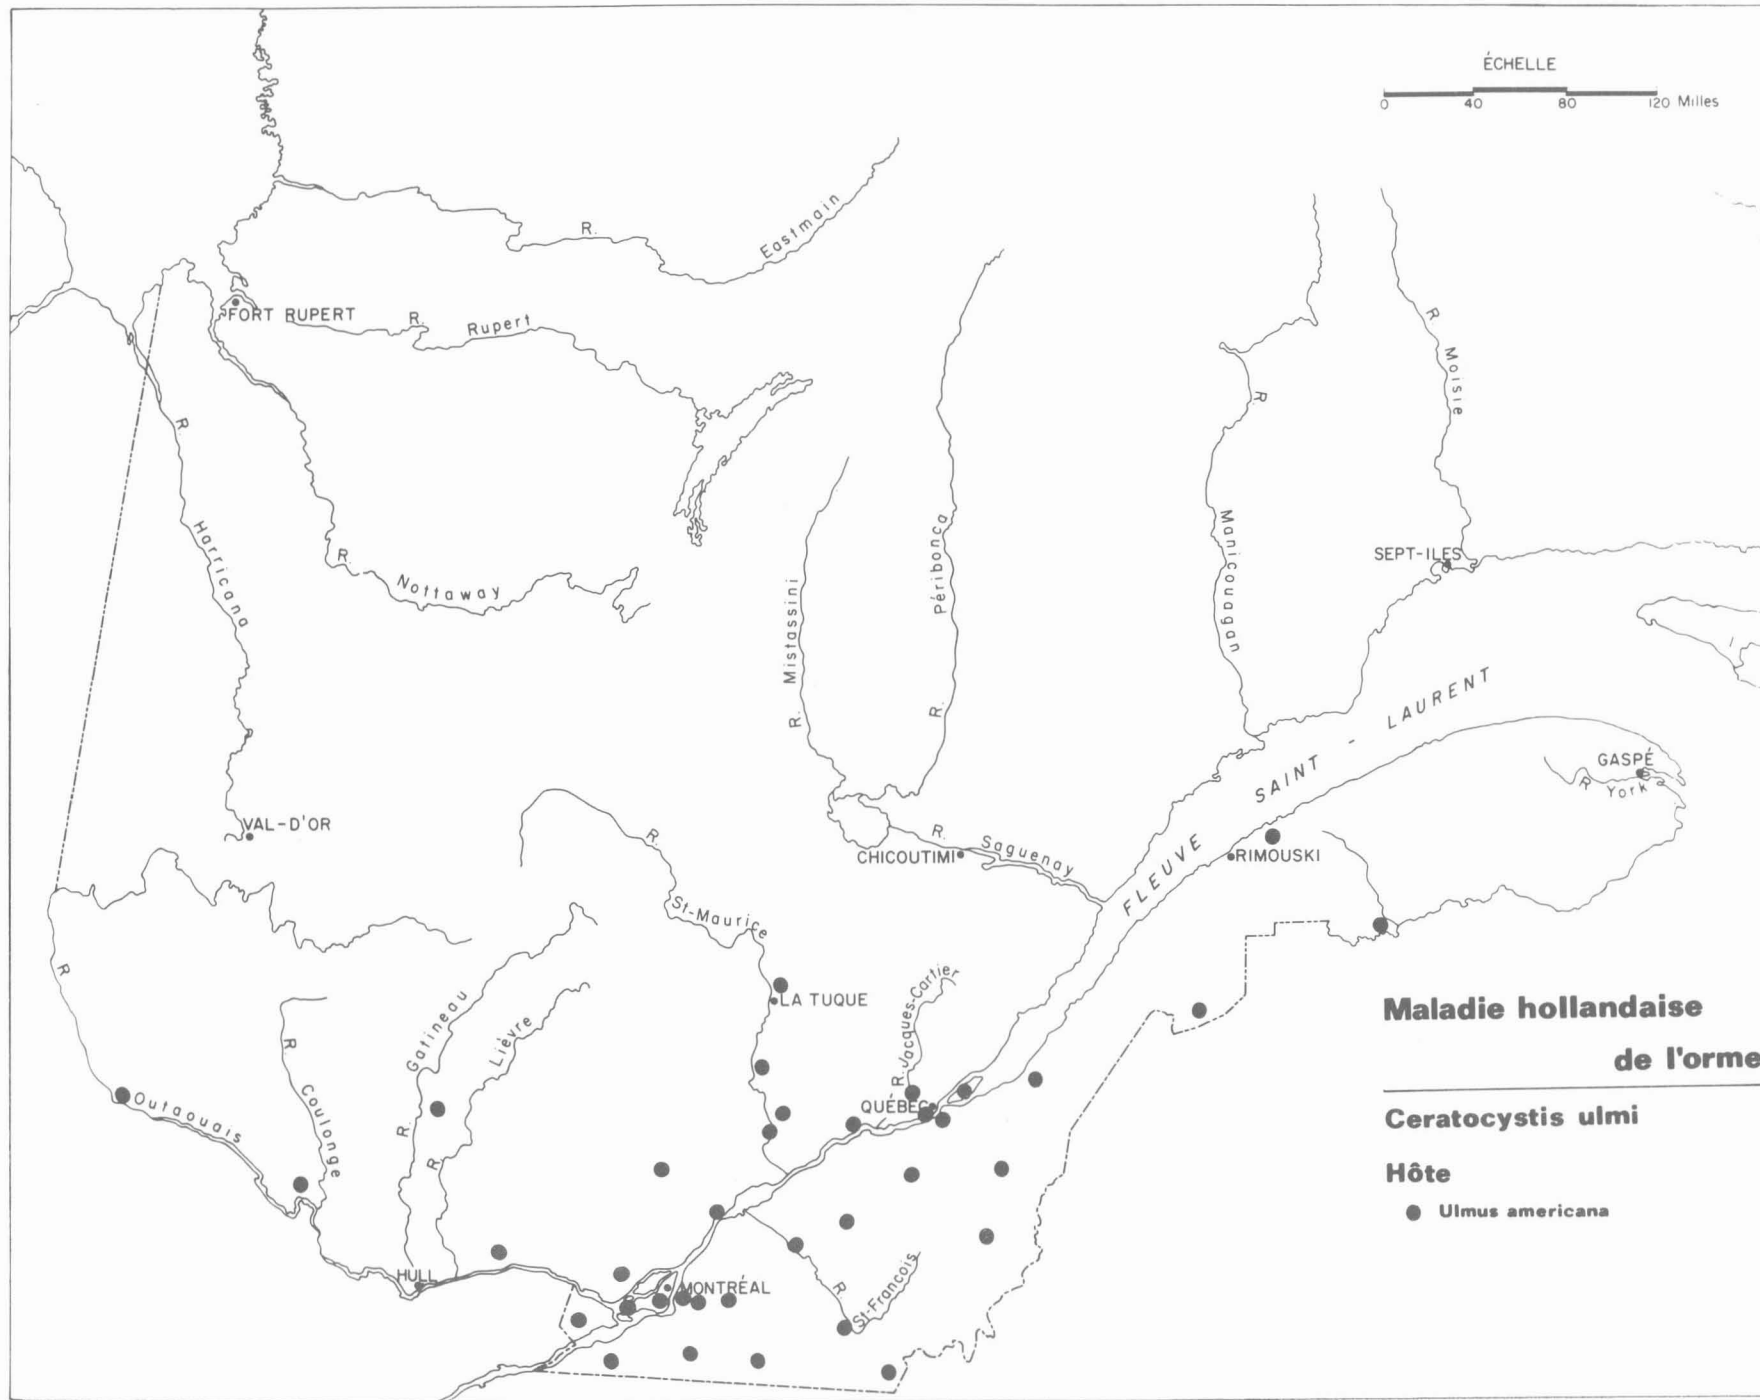 ÉCHELLE
0 40 80 120 Milles
R. Eastmain
FORT RUPERT
R. Rupert
R. Harricana
R. Nottaway
R. Mistassini
R. Péribonca
R. Manicouagan
R. Moisie
SEPT-ILES
FLEUVE SAINT - LAURENT
GASPÉ
R. York
VAL-D'OR
R. St-Maurice
CHICOUTIMI
R. Saguenay
RIMOUSKI
R. Outaouais
R. Coulonge
R. Gatineau
R. Lièvre
LA TUQUE
R. Jacques-Cartier
QUÉBEC
HULL
MONTRÉAL
R. St-François
Maladie hollandaise
de l'orme
Ceratocystis ulmi
Hôte
Ulmus americana